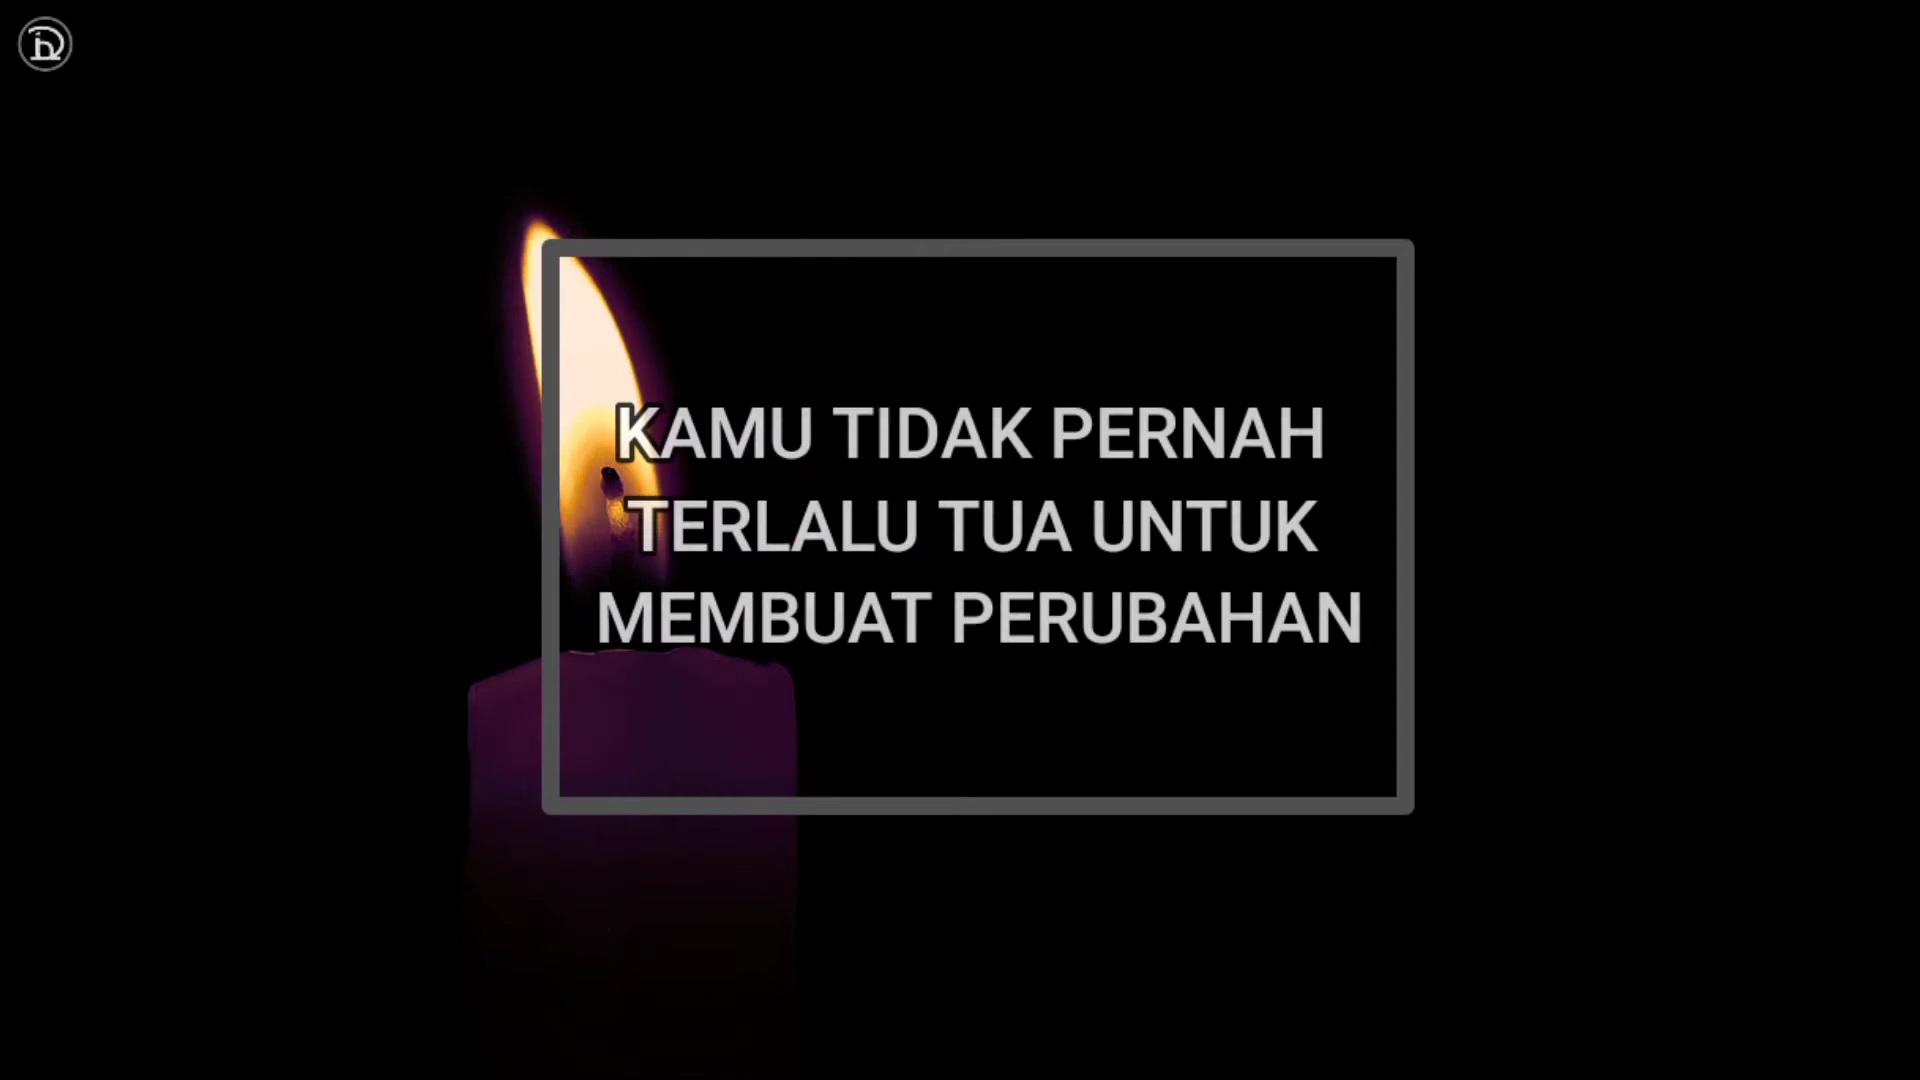 KAMU TIDAK PERNAH
TERLALU TUA UNTUK
MEMBUAT PERUBAHAN